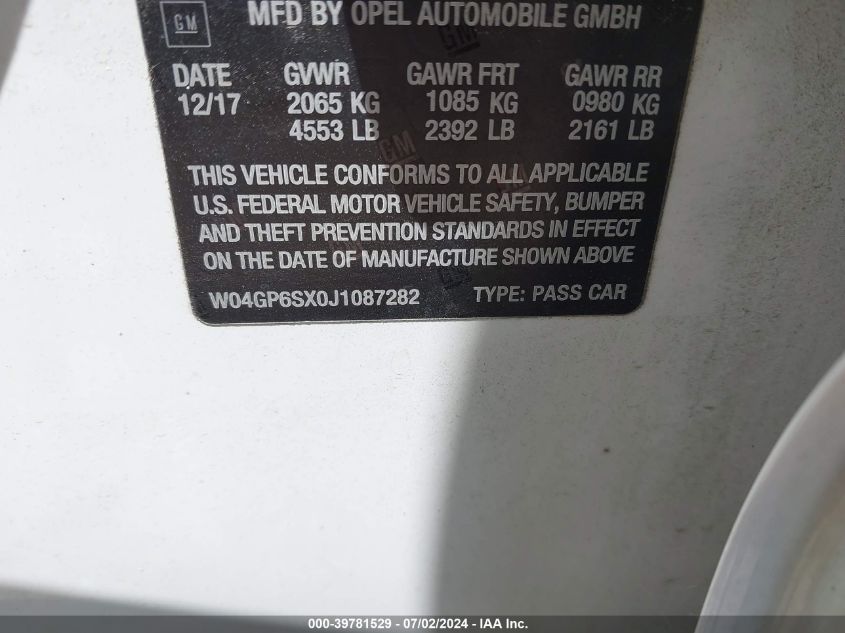 GM MFD BY OPEL AUTOMOBILE GMBH
DATE GVWR GAWR FRT GAWR RR
12/17 2065 KG 1085 KG 0980 KG
4553 LB 2392 LB 2161 LB
THIS VEHICLE CONFORMS TO ALL APPLICABLE
U.S. FEDERAL MOTOR VEHICLE SAFETY, BUMPER
AND THEFT PREVENTION STANDARDS IN EFFECT
ON THE DATE OF MANUFACTURE SHOWN ABOVE
W04GP6SX0J1087282 TYPE: PASS CAR
000-39781529 - 07/02/2024 - IAA Inc.